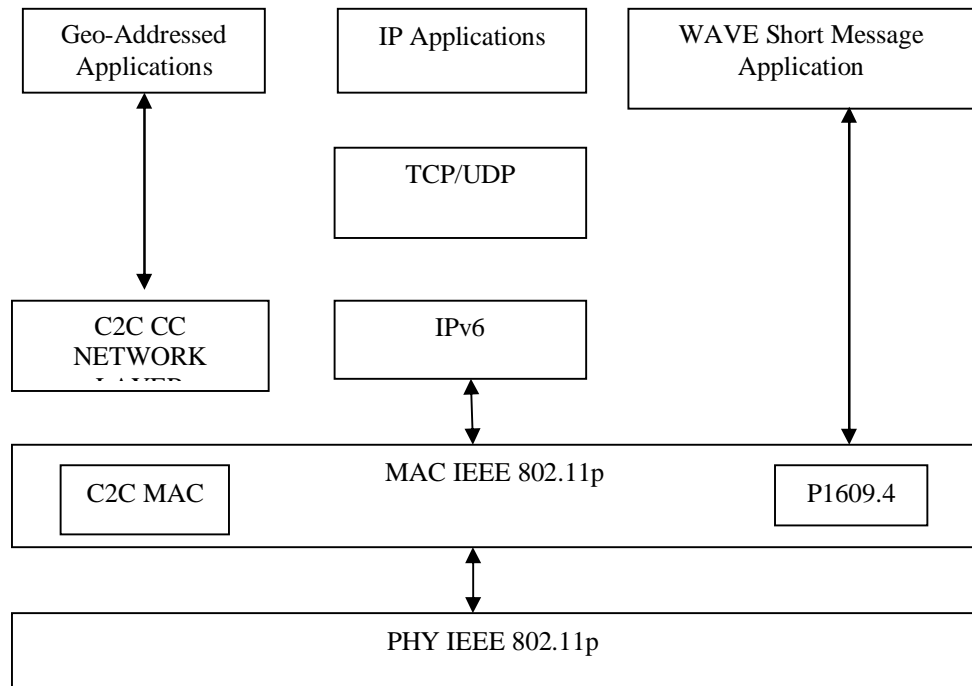 Geo-Addressed
Applications
IP Applications
WAVE Short Message
Application
TCP/UDP
C2C CC
NETWORK
LAYER
IPv6
MAC IEEE 802.11p
C2C MAC
P1609.4
PHY IEEE 802.11p